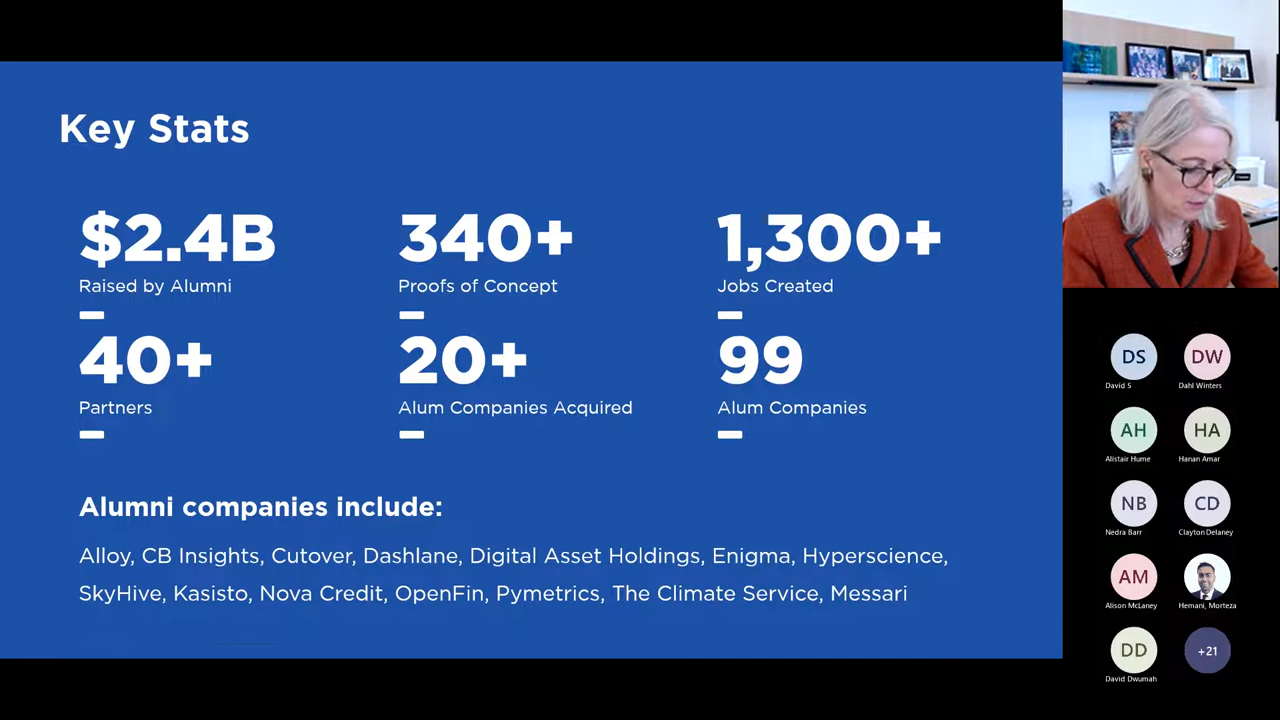 Key Stats
$2.4B
Raised by Alumni
340+
Proofs of Concept
1,300+
Jobs Created
40+
Partners
20+
Alum Companies Acquired
99
Alum Companies
Alumni companies include:
Alloy, CB Insights, Cutover, Dashlane, Digital Asset Holdings, Enigma, Hyperscience,
SkyHive, Kasisto, Nova Credit, OpenFin, Pymetrics, The Climate Service, Messari
DS
David S
DW
Dahl Winters
AH
Alistair Hume
HA
Hanan Amar
NB
Nedra Barr
CD
Clayton Delaney
AM
Alison McLaney
Hemani, Morteza
DD
David Dwumah
+21